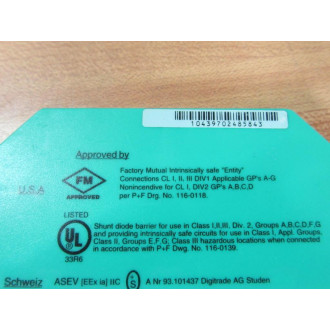 10439702485843
Approved by
U.S.A
FM
APPROVED
Factory Mutual Intrinsically safe "Entity"
Connections CL I, II, III DIV1 Applicable GP's A-G
Nonincendive for CL I, DIV2 GP's A,B,C,D
per P+F Drg. No. 116-0118.
LISTED
UL
33R6
Shunt diode barrier for use in Class I,II,III, Div. 2, Groups A,B,C,D,F,G
and providing intrinsically safe circuits for use in Class I, Appl. Groups,
Class II, Groups E,F,G; Class III hazardous locations when connected
in accordance with P+F Dwg. No. 116-0139.
Schweiz
ASEV [EEx ia] IIC
+S
A Nr 93.101437 Digitrade AG Studen